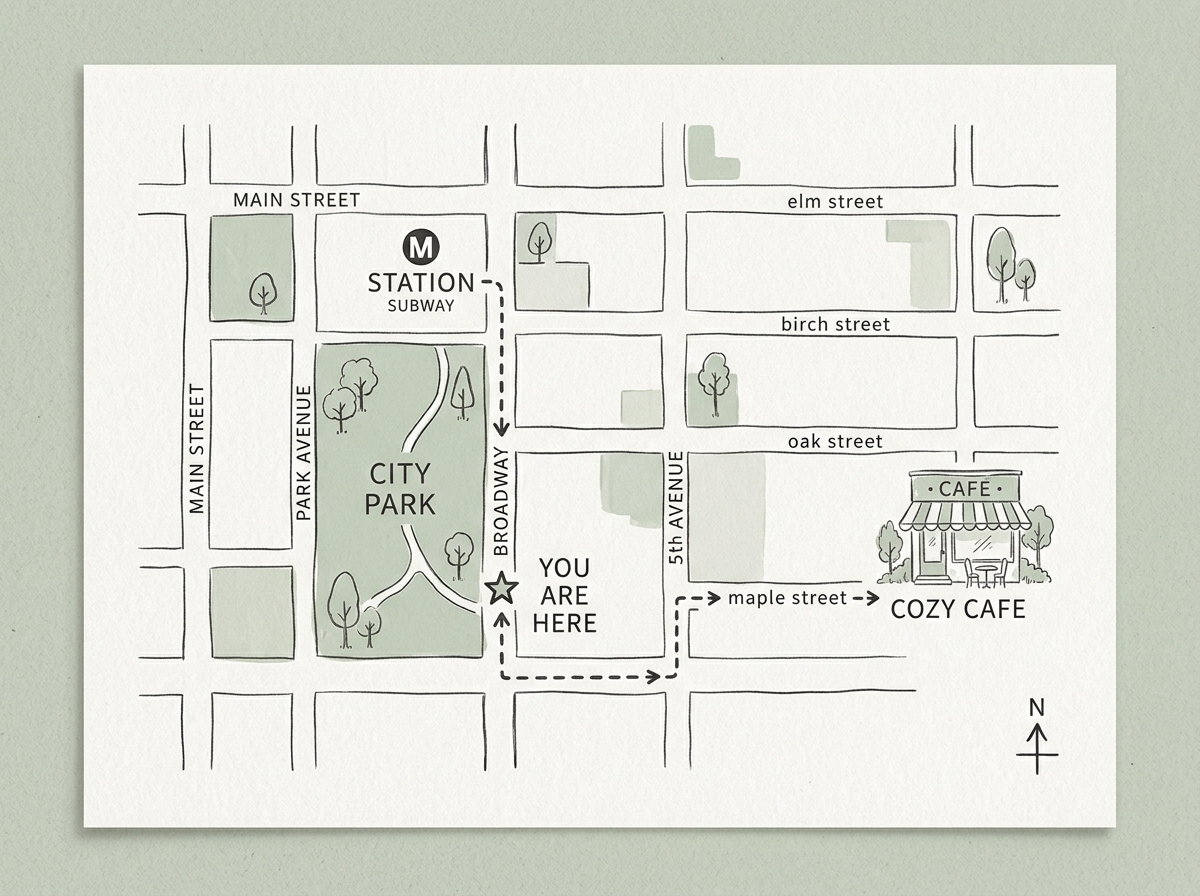 MAIN STREET
elm street
M
STATION
SUBWAY
birch street
MAIN STREET
PARK AVENUE
CITY
PARK
BROADWAY
5th AVENUE
oak street
· CAFE ·
YOU
ARE
HERE
maple street
COZY CAFE
N